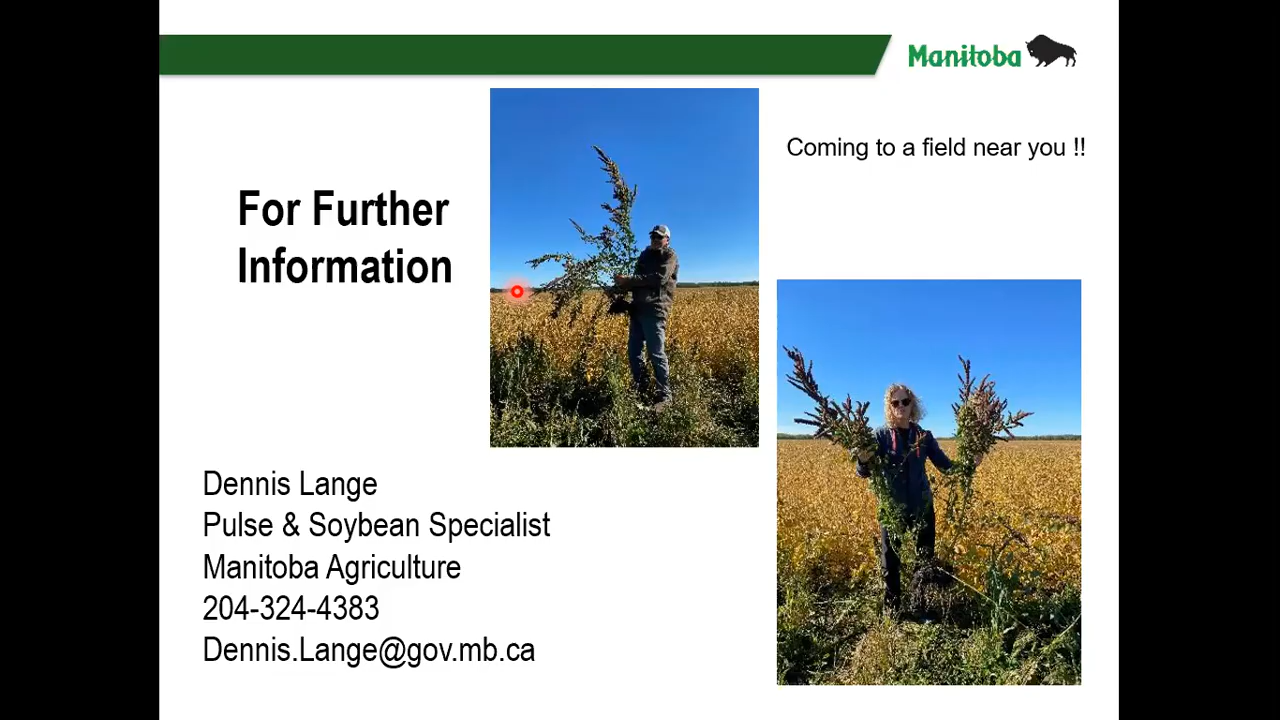 Manitoba
Coming to a field near you !!
For Further
Information
Dennis Lange
Pulse & Soybean Specialist
Manitoba Agriculture
204-324-4383
Dennis.Lange@gov.mb.ca